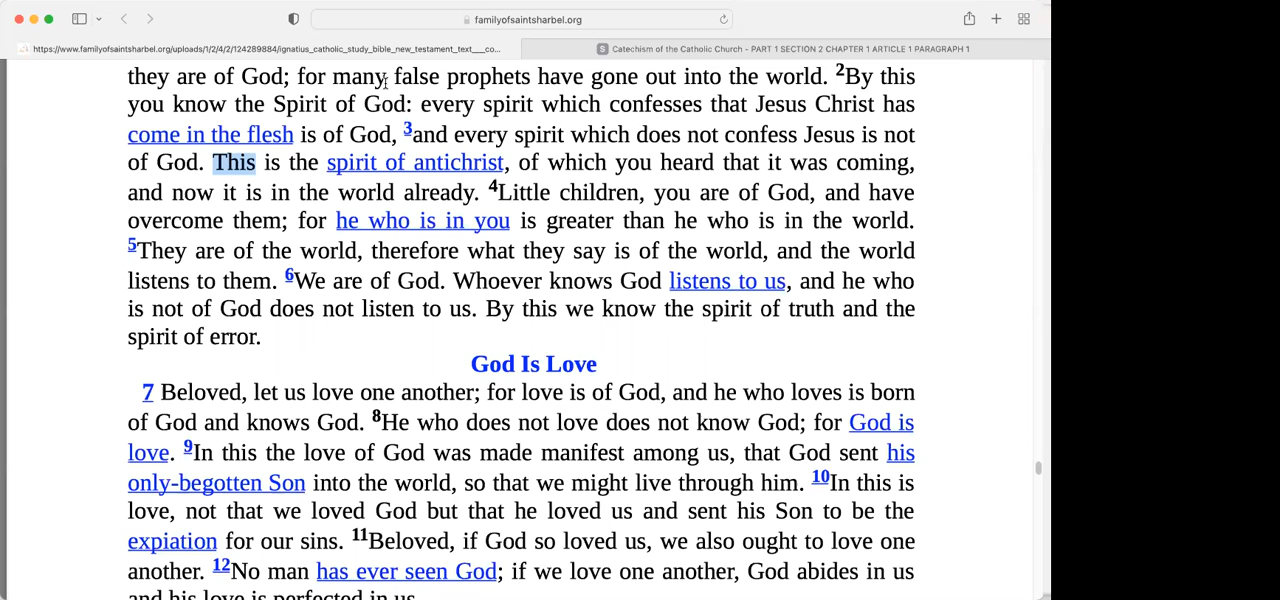 familyofsaintsharbel.org
https://www.familyofsaintsharbel.org/uploads/1/2/4/2/124289884/ignatius_catholic_study_bible_new_testament_text___co...
S Catechism of the Catholic Church - PART 1 SECTION 2 CHAPTER 1 ARTICLE 1 PARAGRAPH 1
they are of God; for many false prophets have gone out into the world. 2By this
you know the Spirit of God: every spirit which confesses that Jesus Christ has
come in the flesh is of God, 3and every spirit which does not confess Jesus is not
of God. This is the spirit of antichrist, of which you heard that it was coming,
and now it is in the world already. 4Little children, you are of God, and have
overcome them; for he who is in you is greater than he who is in the world.
5They are of the world, therefore what they say is of the world, and the world
listens to them. 6We are of God. Whoever knows God listens to us, and he who
is not of God does not listen to us. By this we know the spirit of truth and the
spirit of error.
God Is Love
7 Beloved, let us love one another; for love is of God, and he who loves is born
of God and knows God. 8He who does not love does not know God; for God is
love. 9In this the love of God was made manifest among us, that God sent his
only-begotten Son into the world, so that we might live through him. 10In this is
love, not that we loved God but that he loved us and sent his Son to be the
expiation for our sins. 11Beloved, if God so loved us, we also ought to love one
another. 12No man has ever seen God; if we love one another, God abides in us
and his love is perfected in us.